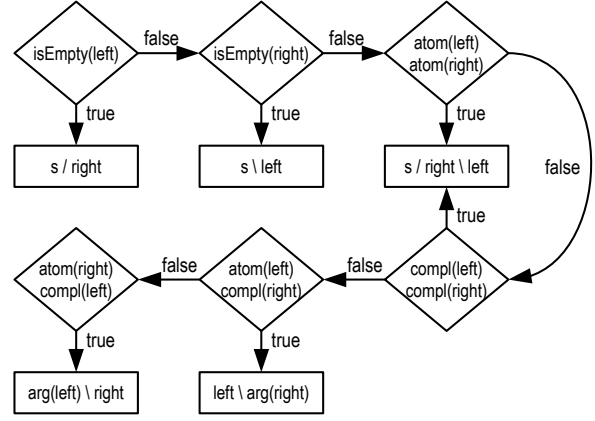 isEmpty(left)
false
isEmpty(right)
false
atom(left)
atom(right)
true
true
true
s / right
s \ left
s / right \ left
false
true
atom(right)
compl(left)
false
atom(left)
compl(right)
false
compl(left)
compl(right)
true
true
arg(left) \ right
left \ arg(right)